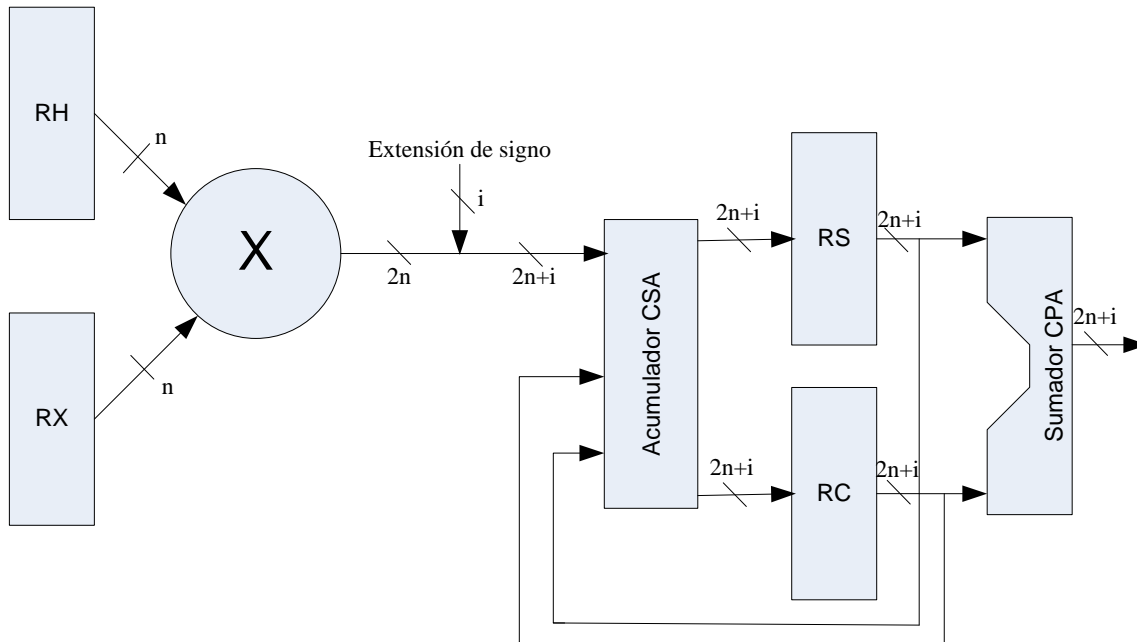 RH
n
Extensión de signo
i
X
2n
2n+i
RX
n
Acumulador CSA
2n+i
RS
2n+i
2n+i
RC
2n+i
Sumador CPA
2n+i